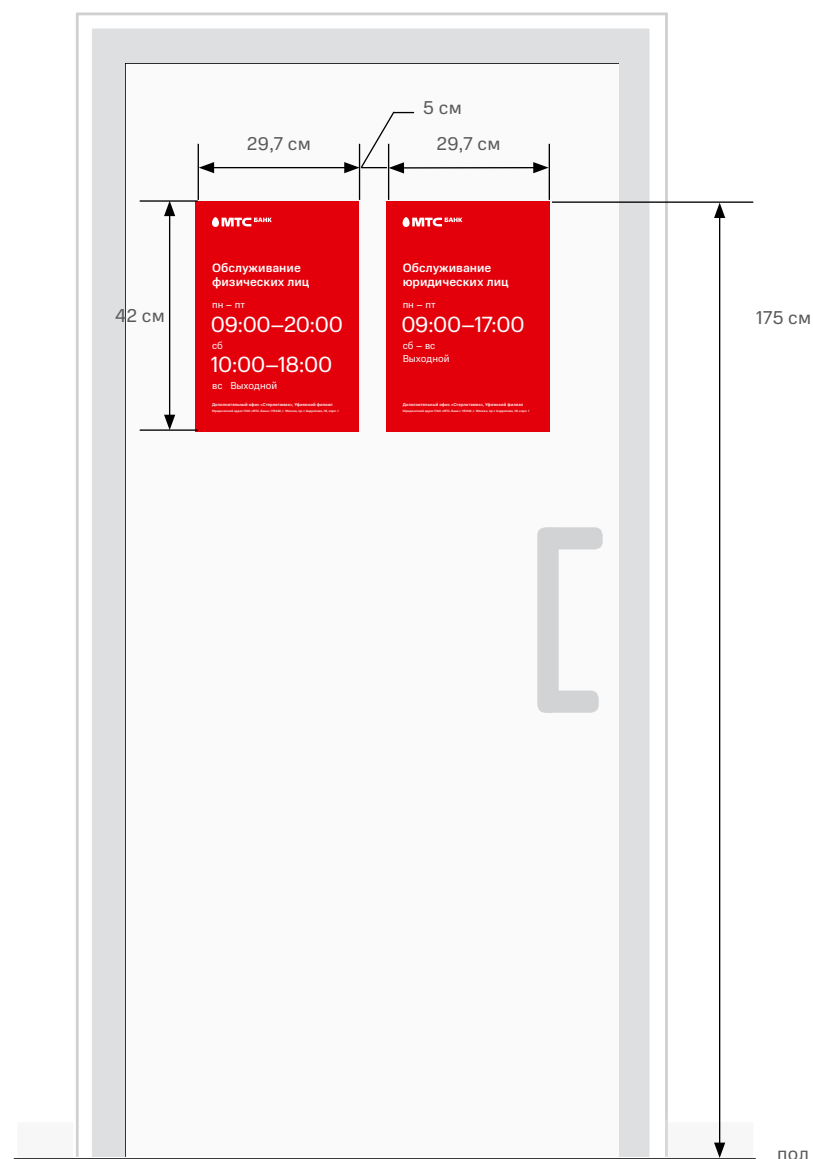 5 см
29,7 см
29,7 см
42 см
175 см
МТС БАНК
Обслуживание
физических лиц
пн – пт
09:00–20:00
сб
10:00–18:00
вс Выходной
Дополнительный офис «Стерлитамак», Уфимский филиал
МТС БАНК
Обслуживание
юридических лиц
пн – пт
09:00–17:00
сб – вс
Выходной
Дополнительный офис «Стерлитамак», Уфимский филиал
пол